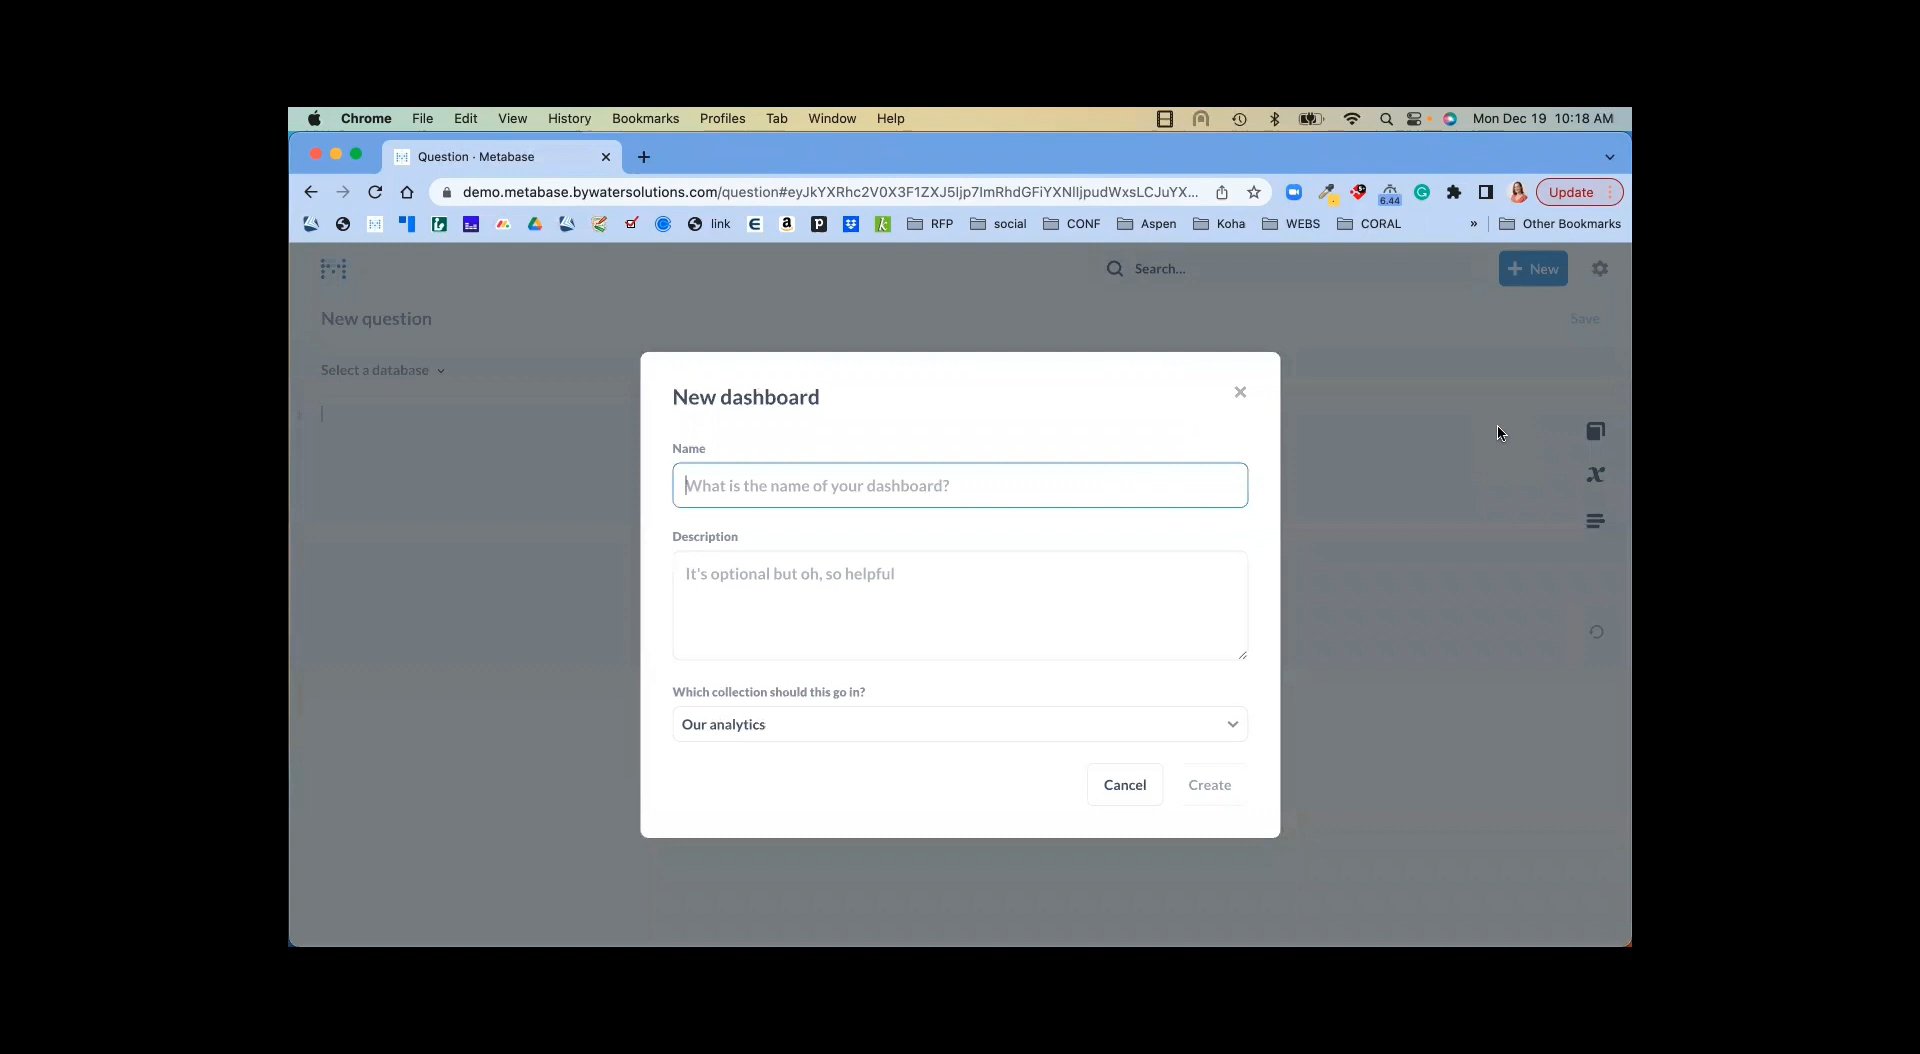 Chrome File Edit View History Bookmarks Profiles Tab Window Help Mon Dec 19 10:18 AM
Question · Metabase
demo.metabase.bywatersolutions.com/question#eyJkYXRhc2V0X3F1ZXJ5Ijp7ImRhdGFiYXNlIjpudWxsLCJuYX... 6.44 Update
link RFP social CONF Aspen Koha WEBS CORAL » Other Bookmarks
Search... + New
New question Save
Select a database
New dashboard
Name
What is the name of your dashboard?
Description
It's optional but oh, so helpful
Which collection should this go in?
Our analytics
Cancel Create